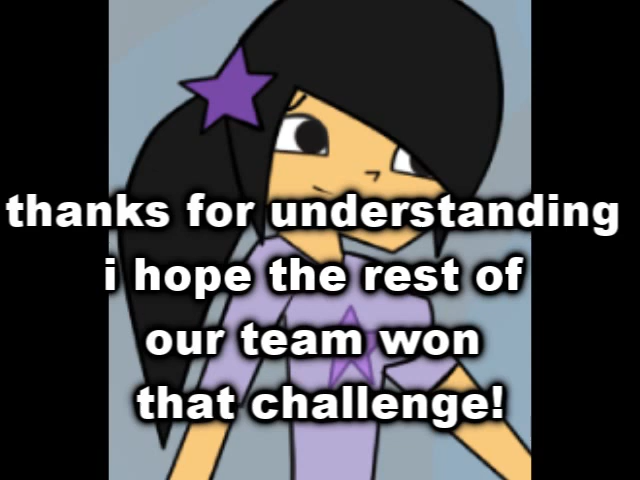 thanks for understanding
i hope the rest of
our team won
that challenge!